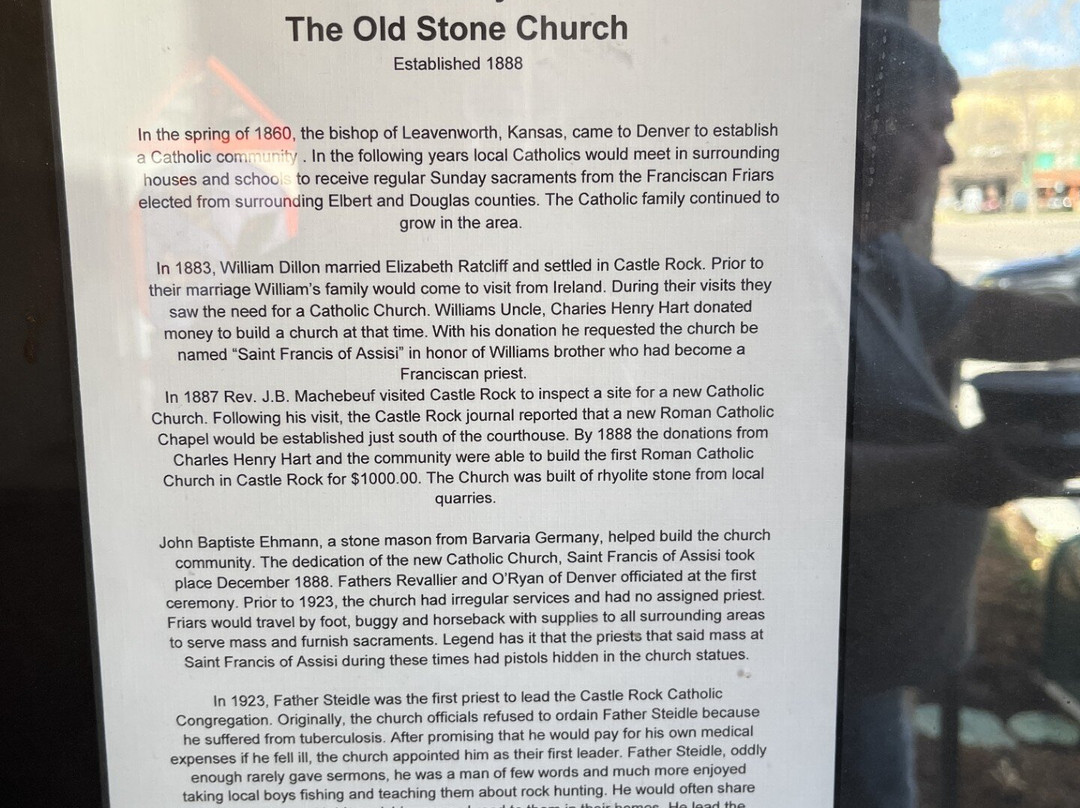 The Old Stone Church
Established 1888
In the spring of 1860, the bishop of Leavenworth, Kansas, came to Denver to establish
a Catholic community . In the following years local Catholics would meet in surrounding
houses and schools to receive regular Sunday sacraments from the Franciscan Friars
elected from surrounding Elbert and Douglas counties. The Catholic family continued to
grow in the area.
In 1883, William Dillon married Elizabeth Ratcliff and settled in Castle Rock. Prior to
their marriage William's family would come to visit from Ireland. During their visits they
saw the need for a Catholic Church. Williams Uncle, Charles Henry Hart donated
money to build a church at that time. With his donation he requested the church be
named “Saint Francis of Assisi” in honor of Williams brother who had become a
Franciscan priest.
In 1887 Rev. J.B. Machebeuf visited Castle Rock to inspect a site for a new Catholic
Church. Following his visit, the Castle Rock journal reported that a new Roman Catholic
Chapel would be established just south of the courthouse. By 1888 the donations from
Charles Henry Hart and the community were able to build the first Roman Catholic
Church in Castle Rock for $1000.00. The Church was built of rhyolite stone from local
quarries.
John Baptiste Ehmann, a stone mason from Barvaria Germany, helped build the church
community. The dedication of the new Catholic Church, Saint Francis of Assisi took
place December 1888. Fathers Revallier and O'Ryan of Denver officiated at the first
ceremony. Prior to 1923, the church had irregular services and had no assigned priest.
Friars would travel by foot, buggy and horseback with supplies to all surrounding areas
to serve mass and furnish sacraments. Legend has it that the priests that said mass at
Saint Francis of Assisi during these times had pistols hidden in the church statues.
In 1923, Father Steidle was the first priest to lead the Castle Rock Catholic
Congregation. Originally, the church officials refused to ordain Father Steidle because
he suffered from tuberculosis. After promising that he would pay for his own medical
expenses if he fell ill, the church appointed him as their first leader. Father Steidle, oddly
enough rarely gave sermons, he was a man of few words and much more enjoyed
taking local boys fishing and teaching them about rock hunting. He would often share
to them in their homes. He lead the